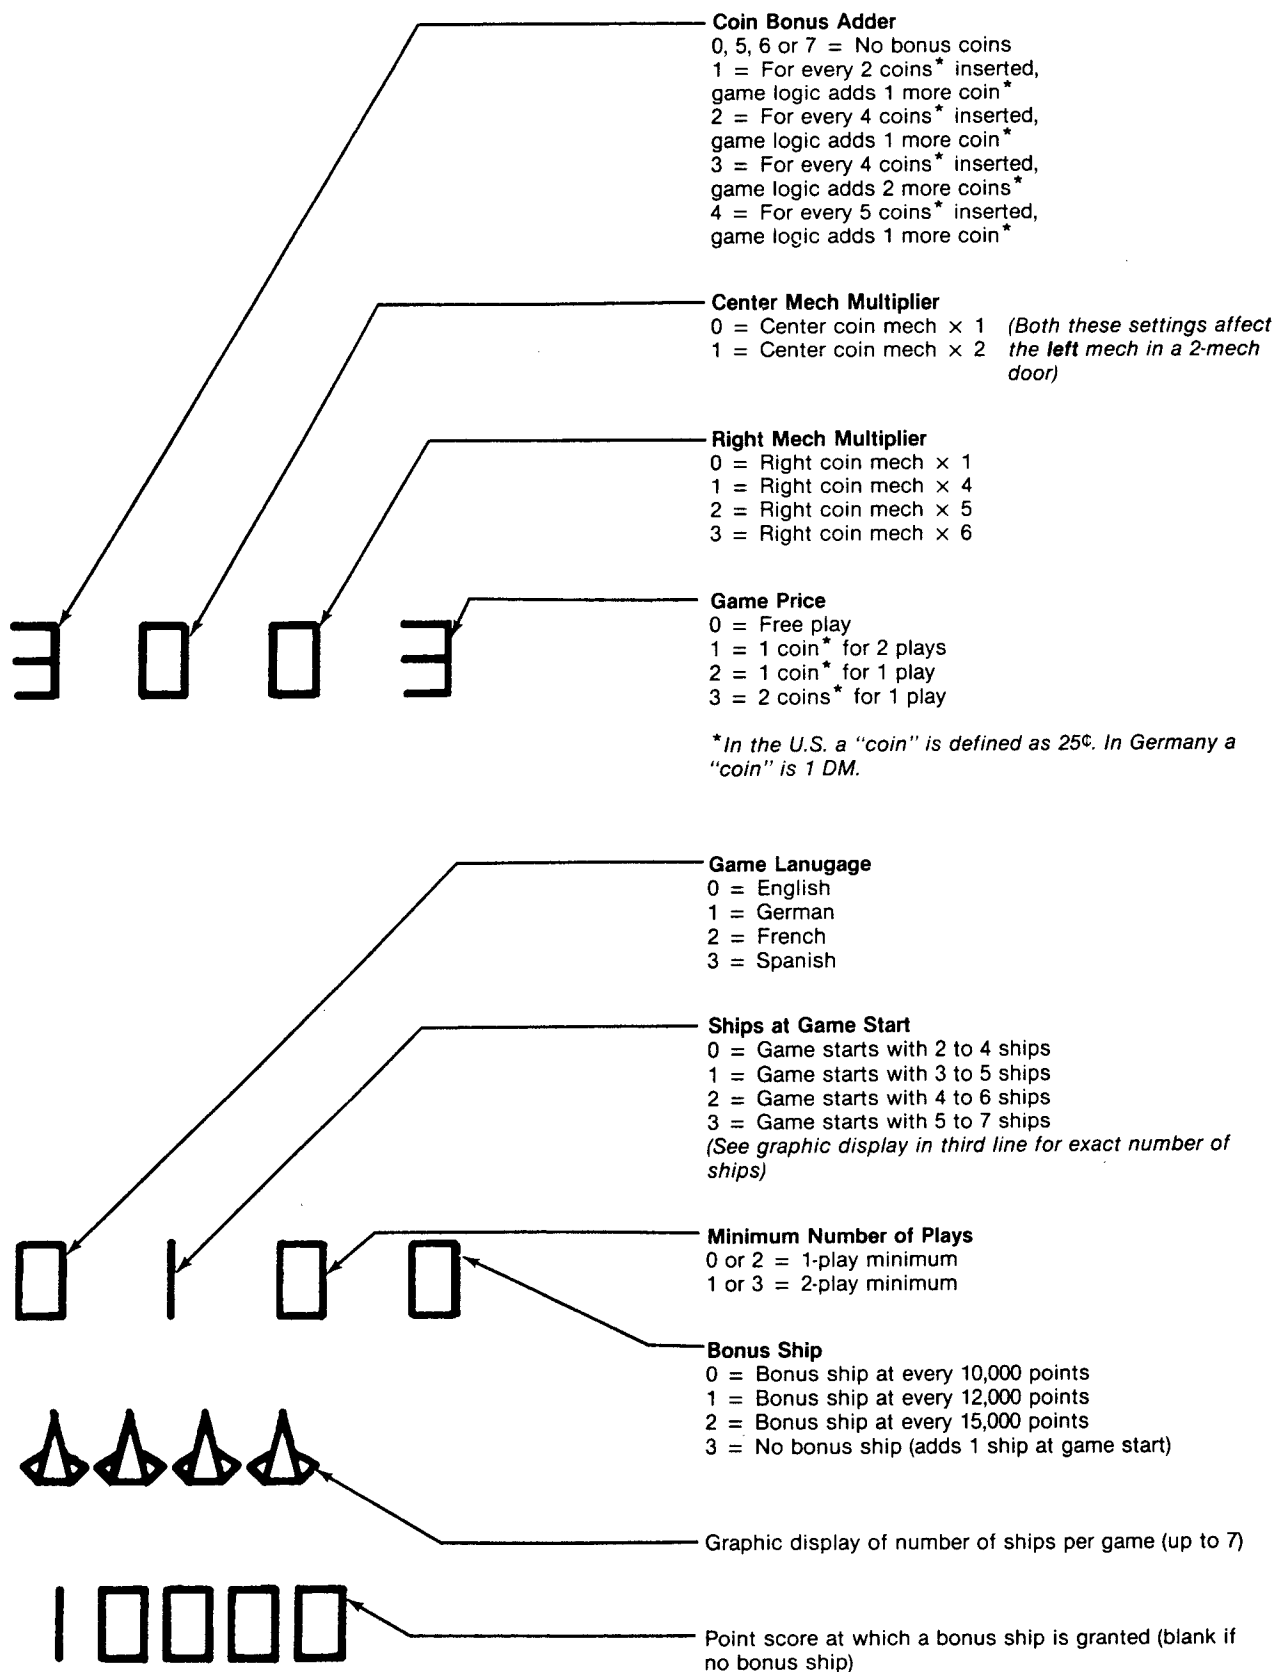 Coin Bonus Adder
0, 5, 6 or 7 = No bonus coins
1 = For every 2 coins* inserted,
game logic adds 1 more coin*
2 = For every 4 coins* inserted,
game logic adds 1 more coin*
3 = For every 4 coins* inserted,
game logic adds 2 more coins*
4 = For every 5 coins* inserted,
game logic adds 1 more coin*
Center Mech Multiplier
0 = Center coin mech × 1 (Both these settings affect
1 = Center coin mech × 2 the left mech in a 2-mech
door)
Right Mech Multiplier
0 = Right coin mech × 1
1 = Right coin mech × 4
2 = Right coin mech × 5
3 = Right coin mech × 6
3 0 0 3
Game Price
0 = Free play
1 = 1 coin* for 2 plays
2 = 1 coin* for 1 play
3 = 2 coins* for 1 play
*In the U.S. a “coin” is defined as 25¢. In Germany a
“coin” is 1 DM.
Game Lanugage
0 = English
1 = German
2 = French
3 = Spanish
Ships at Game Start
0 = Game starts with 2 to 4 ships
1 = Game starts with 3 to 5 ships
2 = Game starts with 4 to 6 ships
3 = Game starts with 5 to 7 ships
(See graphic display in third line for exact number of
ships)
0 1 0 0
Minimum Number of Plays
0 or 2 = 1-play minimum
1 or 3 = 2-play minimum
Bonus Ship
0 = Bonus ship at every 10,000 points
1 = Bonus ship at every 12,000 points
2 = Bonus ship at every 15,000 points
3 = No bonus ship (adds 1 ship at game start)
Graphic display of number of ships per game (up to 7)
10000
Point score at which a bonus ship is granted (blank if
no bonus ship)